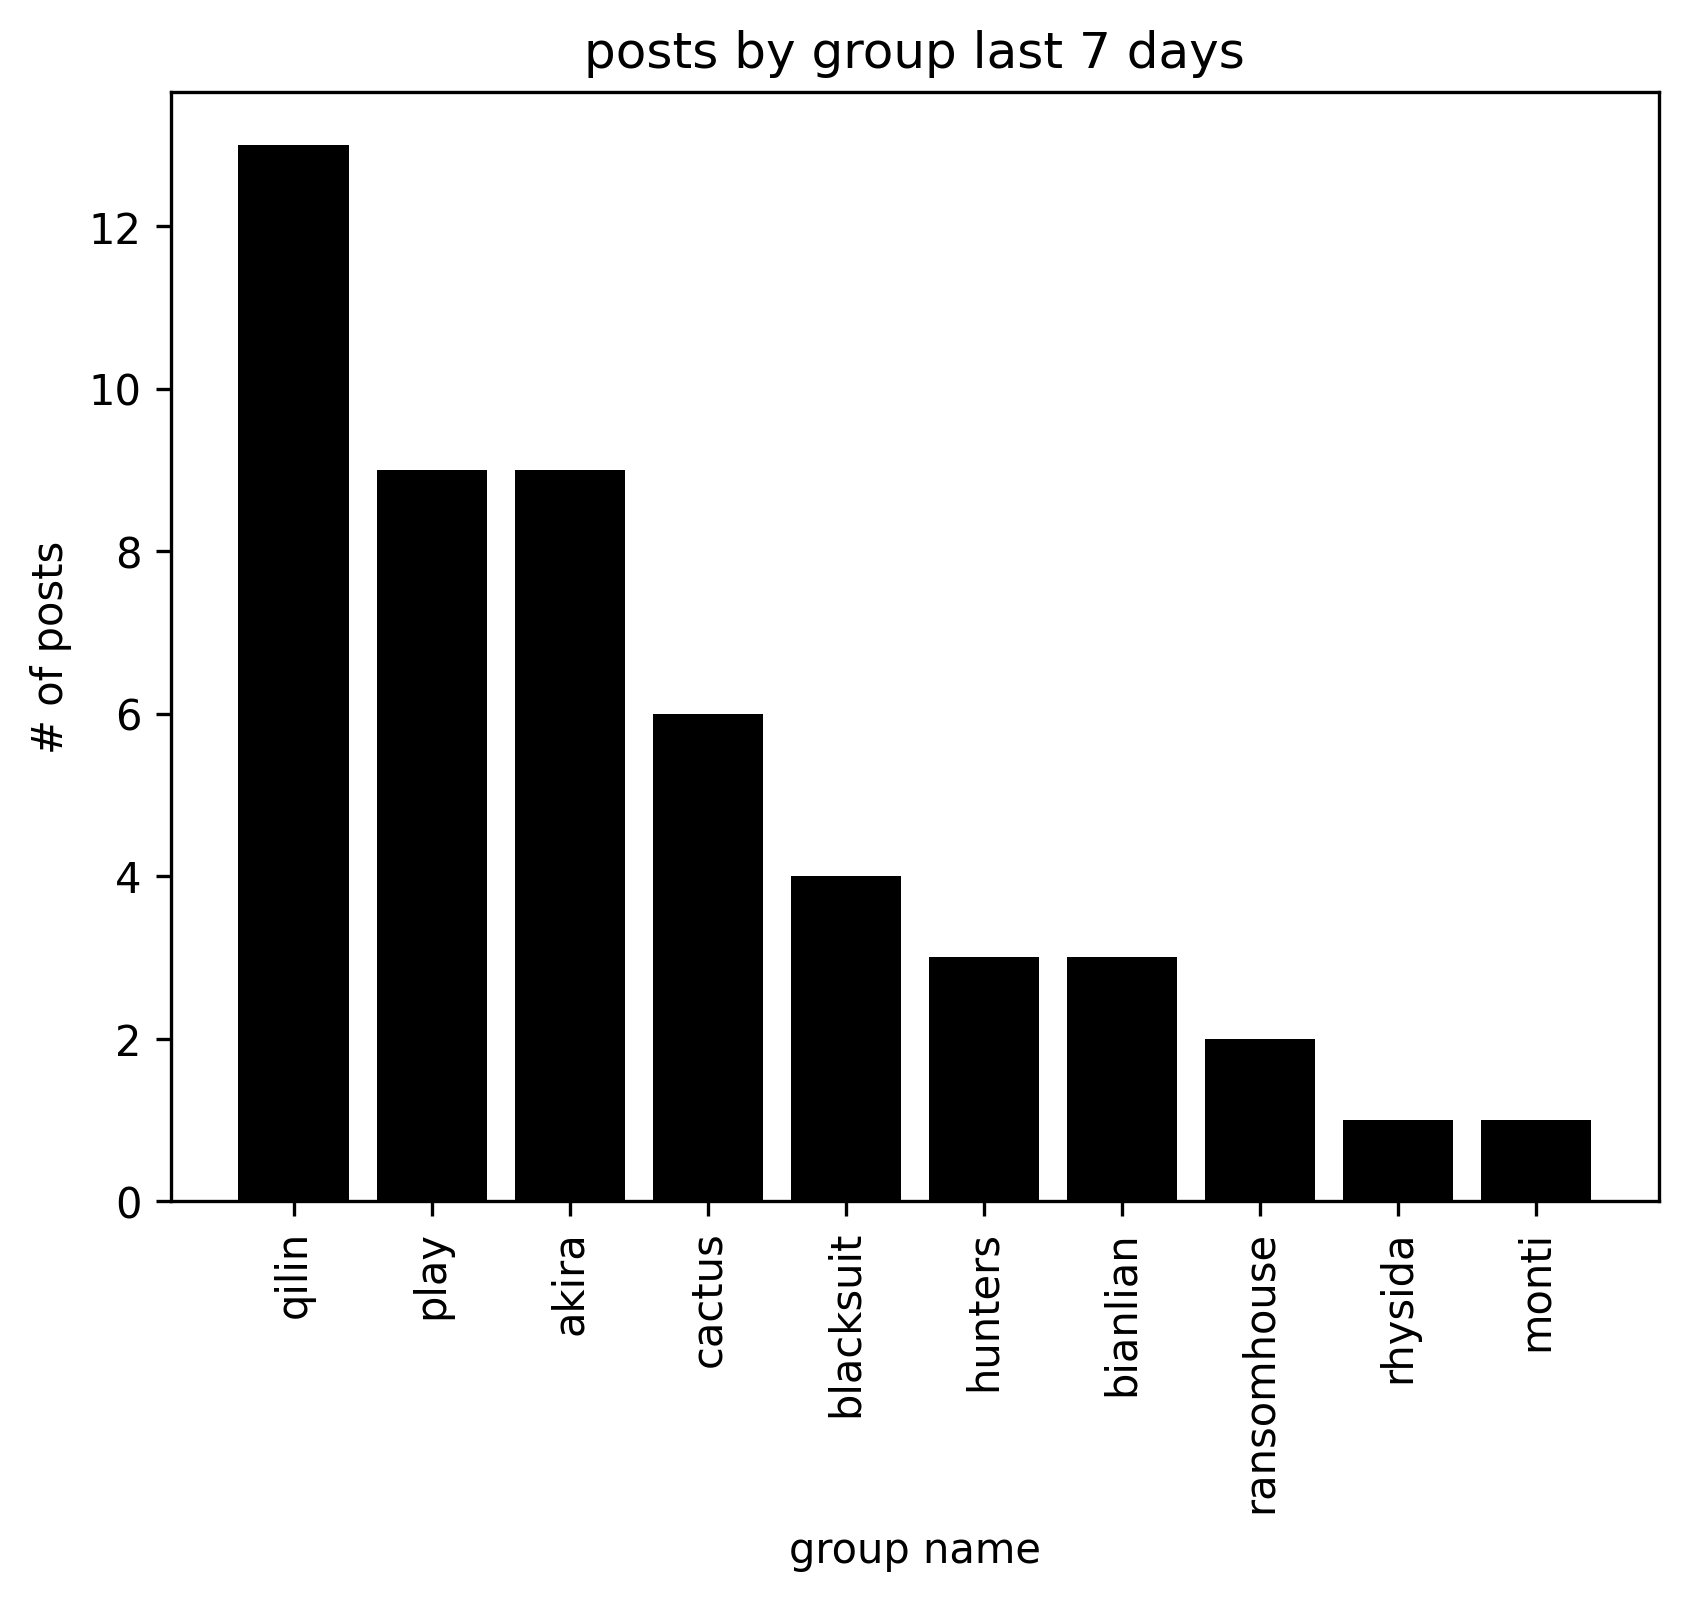 posts by group last 7 days
# of posts
12
10
8
6
4
2
0
qilin
play
akira
cactus
blacksuit
hunters
bianlian
ransomhouse
rhysida
monti
group name